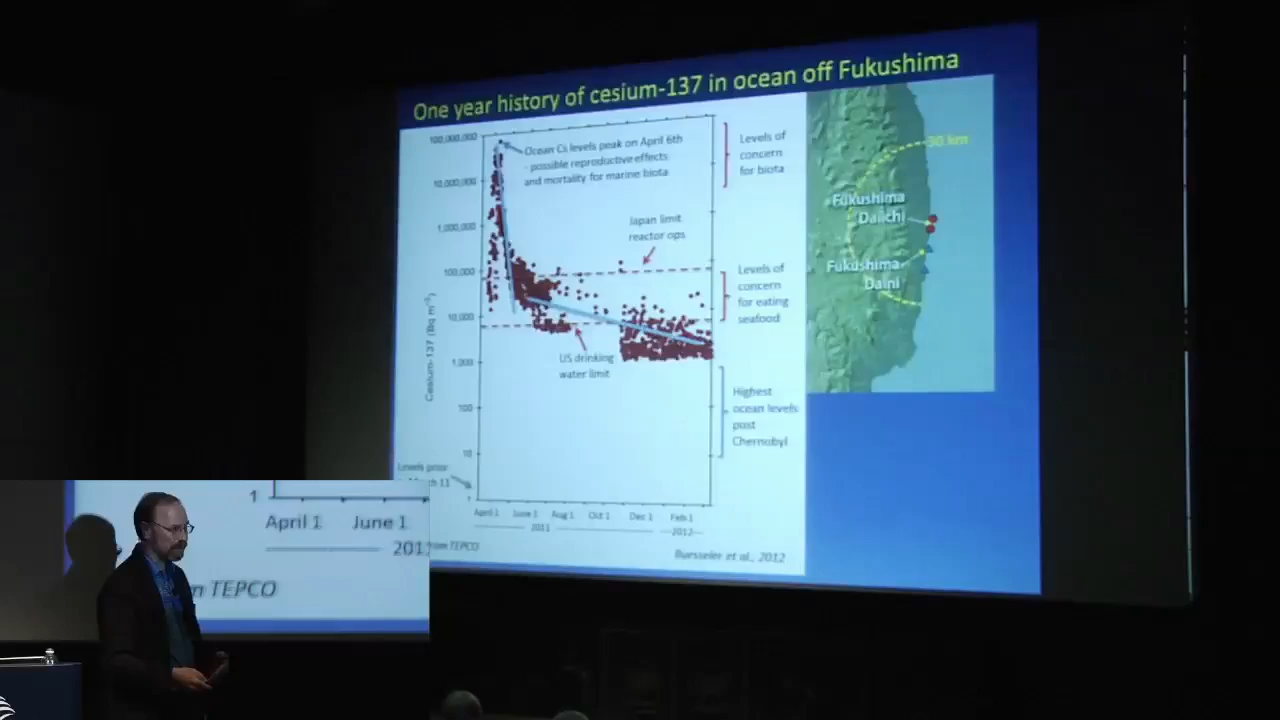 One year history of cesium-137 in ocean off Fukushima
100,000,000
10,000,000
1,000,000
100,000
10,000
1,000
100
10
1
Cesium-137 (Bq m⁻³)
Ocean Cs levels peak on April 6th
- possible reproductive effects
and mortality for marine biota
Japan limit
reactor ops
US drinking
water limit
Levels of
concern
for biota
Levels of
concern
for eating
seafood
Highest
ocean levels
post
Chernobyl
Levels prior
April 1 June 1 Aug 1 Oct 1 Dec 1 Feb 1
2011 2012
from TEPCO
Buesseler et al., 2012
30 km
Fukushima
Daiichi
Fukushima
Daini
1
April 1 June 1
201
TEPCO